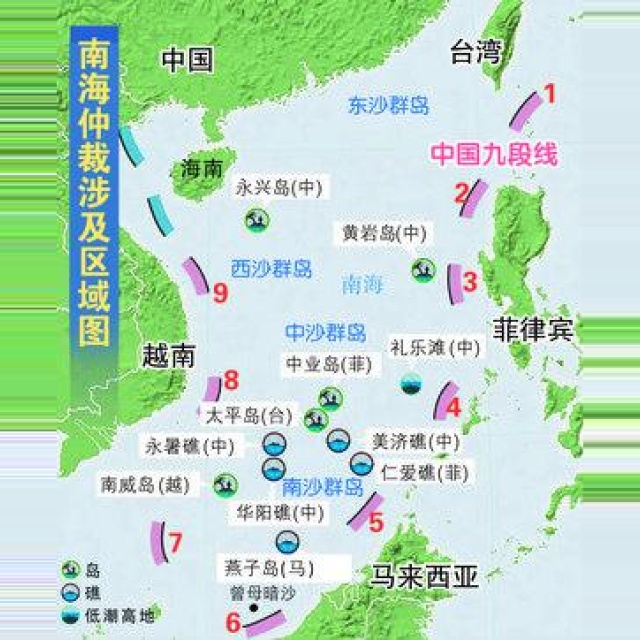 南海仲裁涉及区域图
中国
台湾
1
东沙群岛
中国九段线
海南
永兴岛(中)
2
黄岩岛(中)
西沙群岛
南海
9
3
中沙群岛
菲律宾
越南
礼乐滩(中)
中业岛(菲)
8
4
太平岛(台)
永暑礁(中)
美济礁(中)
仁爱礁(菲)
南威岛(越)
南沙群岛
华阳礁(中)
5
7
燕子岛(马)
马来西亚
曾母暗沙
6
岛
礁
低潮高地